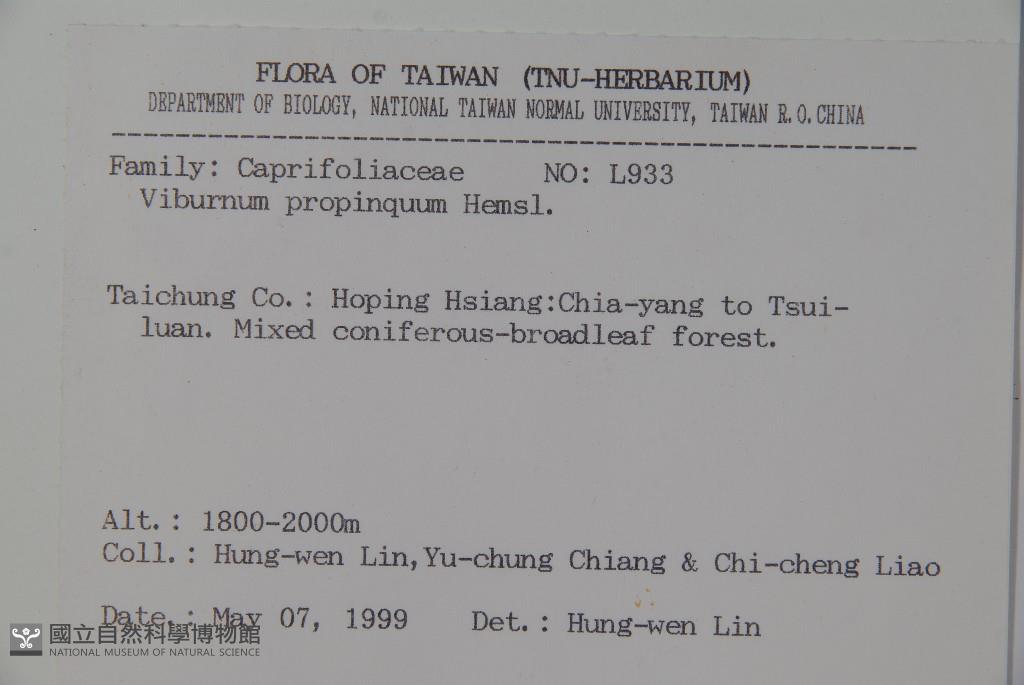 FLORA OF TAIWAN (TNU-HERBARIUM)
DEPARTMENT OF BIOLOGY, NATIONAL TAIWAN NORMAL UNIVERSITY, TAIWAN R.O.CHINA
Family: Caprifoliaceae NO: L933
Viburnum propinquum Hemsl.
Taichung Co.: Hoping Hsiang:Chia-yang to Tsui-
luan. Mixed coniferous-broadleaf forest.
Alt.: 1800-2000m
Coll.: Hung-wen Lin,Yu-chung Chiang & Chi-cheng Liao
Date.: May 07, 1999 Det.: Hung-wen Lin
國立自然科學博物館
NATIONAL MUSEUM OF NATURAL SCIENCE